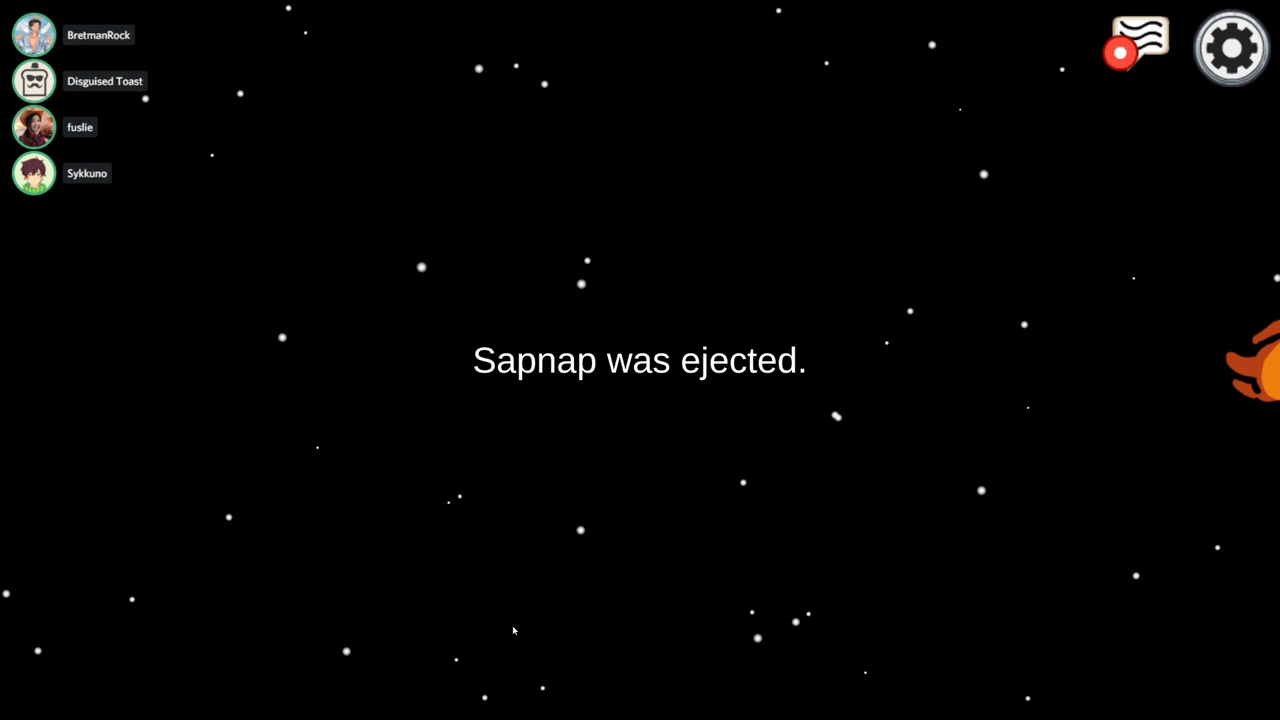 BretmanRock
Disguised Toast
fuslie
Sykkuno
Sapnap was ejected.